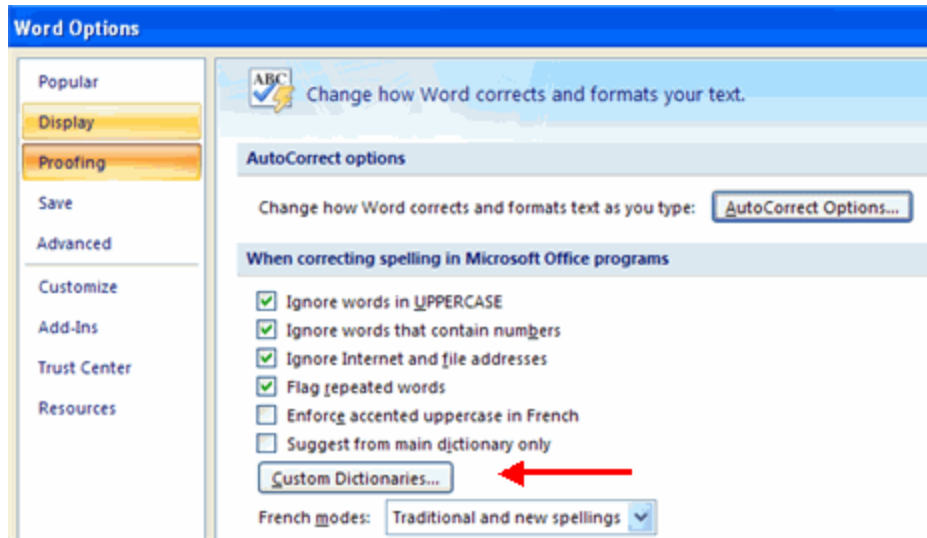 Word Options
Popular
Display
Proofing
Save
Advanced
Customize
Add-Ins
Trust Center
Resources
ABC
Change how Word corrects and formats your text.
AutoCorrect options
Change how Word corrects and formats text as you type: AutoCorrect Options...
When correcting spelling in Microsoft Office programs
Ignore words in UPPERCASE
Ignore words that contain numbers
Ignore Internet and file addresses
Flag repeated words
Enforce accented uppercase in French
Suggest from main dictionary only
Custom Dictionaries...
French modes: Traditional and new spellings